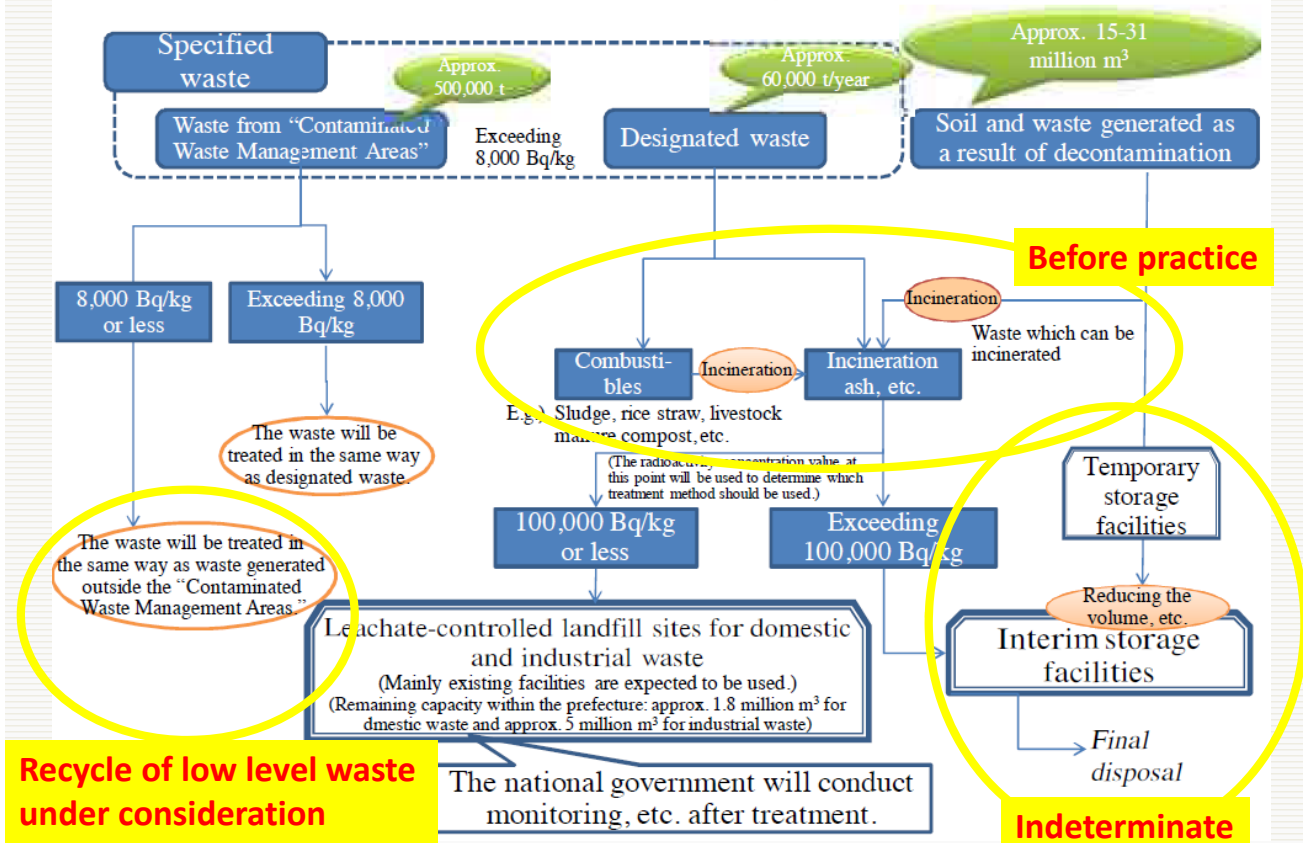 Specified
waste
Approx.
500,000 t
Approx.
60,000 t/year
Approx. 15-31
million m³
Waste from “Contaminated
Waste Management Areas”
Exceeding
8,000 Bq/kg
Designated waste
Soil and waste generated as
a result of decontamination
Before practice
8,000 Bq/kg
or less
Exceeding 8,000
Bq/kg
Incineration
Waste which can be
incinerated
Combusti-
bles
Incineration
Incineration
ash, etc.
E.g.) Sludge, rice straw, livestock
manure compost, etc.
The waste will be
treated in the same way
as designated waste.
(The radioactivity concentration value at
this point will be used to determine which
treatment method should be used.)
Temporary
storage
facilities
100,000 Bq/kg
or less
Exceeding
100,000 Bq/kg
The waste will be treated in
the same way as waste generated
outside the “Contaminated
Waste Management Areas.”
Reducing the
volume, etc.
Interim storage
facilities
Leachate-controlled landfill sites for domestic
and industrial waste
(Mainly existing facilities are expected to be used.)
(Remaining capacity within the prefecture: approx. 1.8 million m³ for
dmestic waste and approx. 5 million m³ for industrial waste)
Final
disposal
Recycle of low level waste
under consideration
The national government will conduct
monitoring, etc. after treatment.
Indeterminate